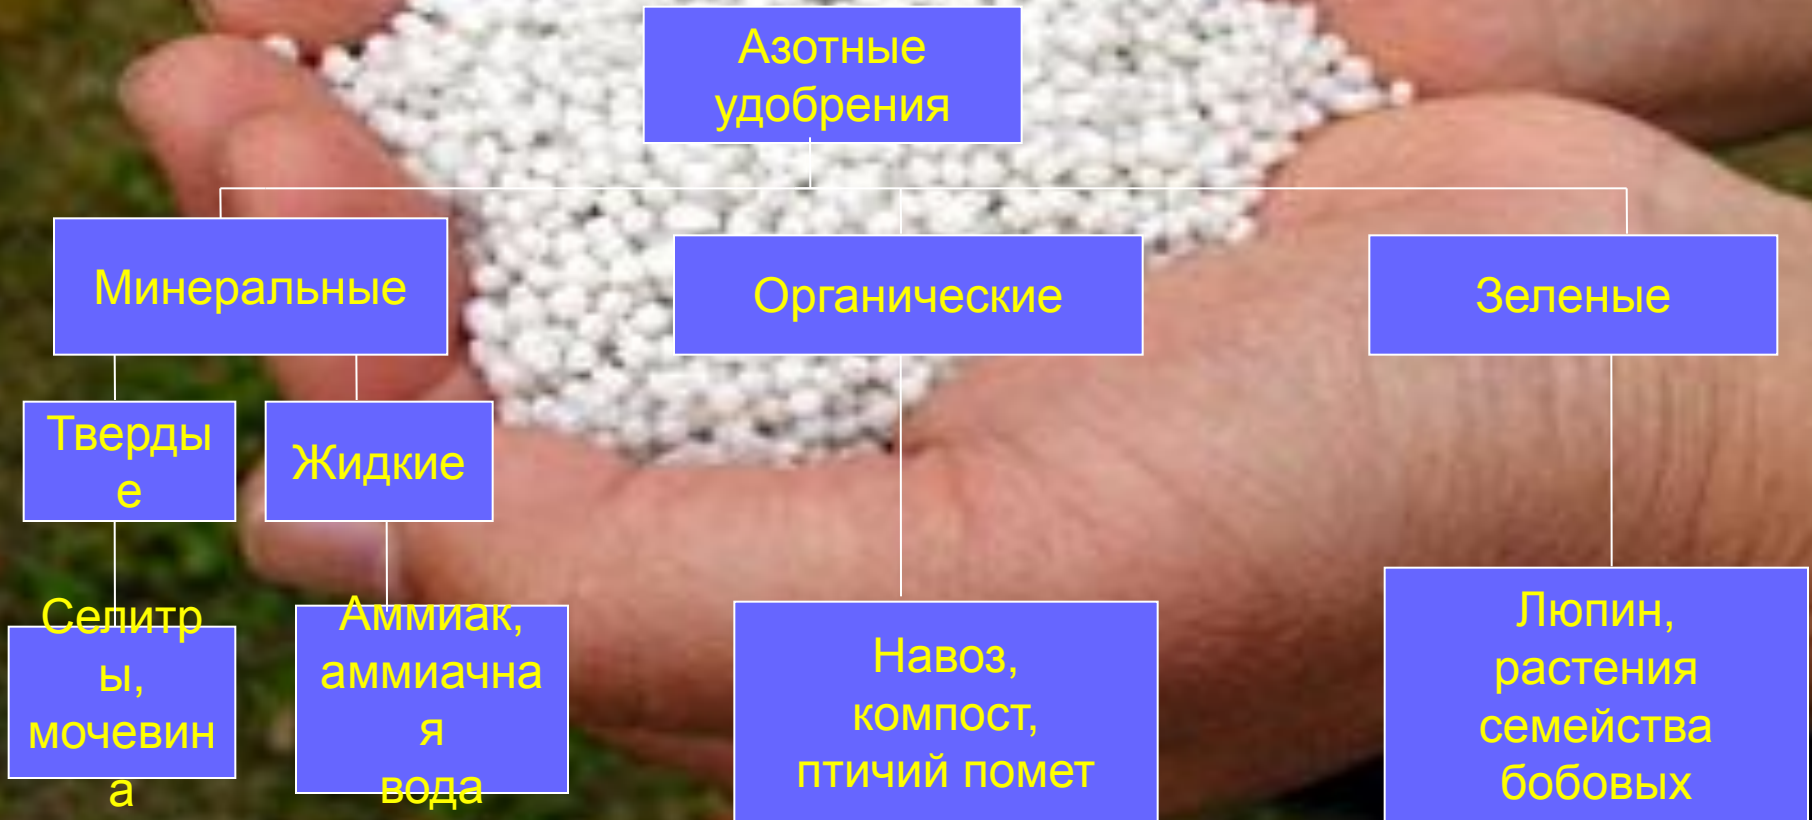 Азотные
удобрения
Минеральные
Органические
Зеленые
Тверды
е
Жидкие
Селитр
ы,
мочевин
а
Аммиак,
аммиачна
я
вода
Навоз,
компост,
птичий помет
Люпин,
растения
семейства
бобовых